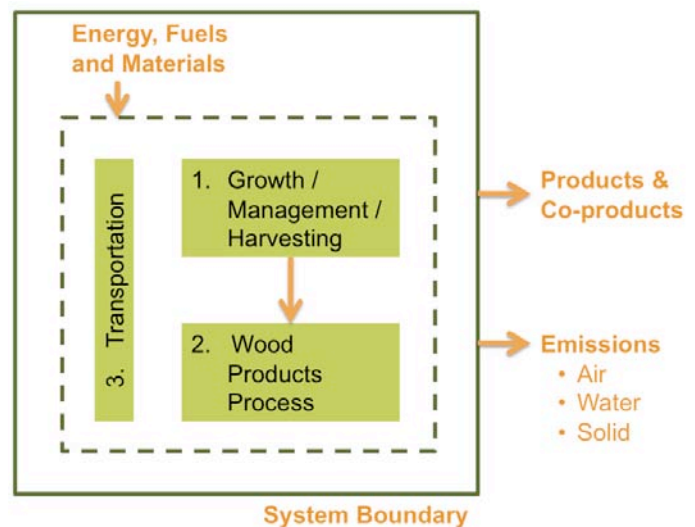 Energy, Fuels
and Materials
3. Transportation
1. Growth /
Management /
Harvesting
2. Wood
Products
Process
Products &
Co-products
Emissions
• Air
• Water
• Solid
System Boundary